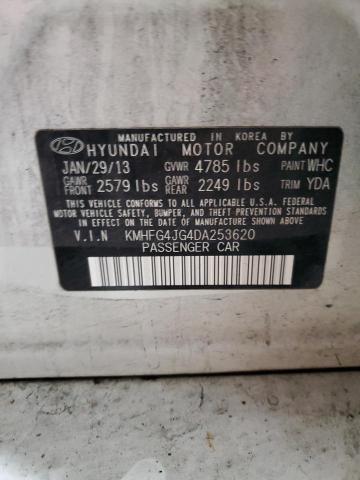 MANUFACTURED IN KOREA BY
HYUNDAI MOTOR COMPANY
JAN/29/13 GVWR 4785 lbs PAINT WHC
GAWR FRONT 2579 lbs GAWR REAR 2249 lbs TRIM YDA
THIS VEHICLE CONFORMS TO ALL APPLICABLE U.S.A. FEDERAL
MOTOR VEHICLE SAFETY, BUMPER, AND THEFT PREVENTION STANDARDS
IN EFFECT ON THE DATE OF MANUFACTURE SHOWN ABOVE.
V.I.N KMHFG4JG4DA253620
PASSENGER CAR